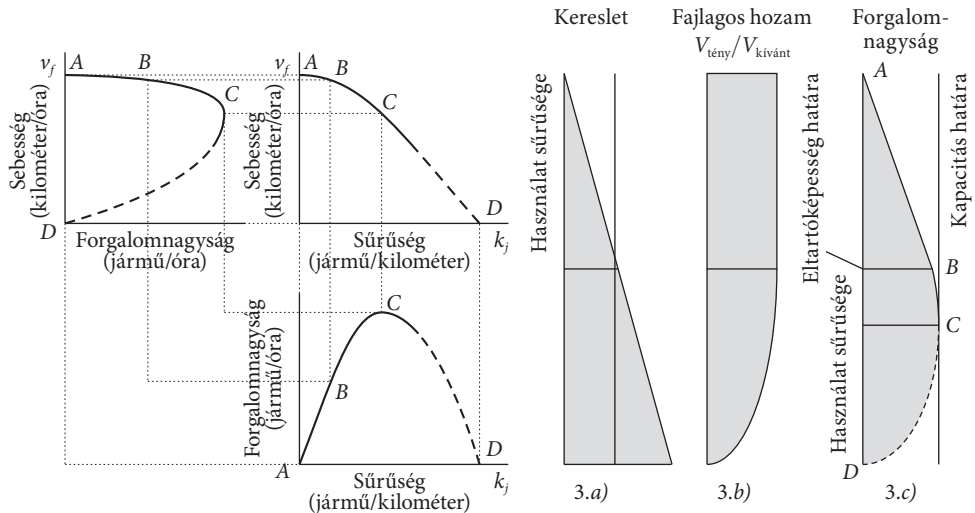 v_f
A
B
C
D
Sebesség
(kilométer/óra)
Forgalomnagyság
(jármű/óra)
v_f
A
B
C
D
Sebesség
(kilométer/óra)
Sűrűség
(jármű/kilométer)
k_j
Forgalomnagyság
(jármű/óra)
A
B
C
D
Sűrűség
(jármű/kilométer)
k_j
Kereslet
Használat sűrűsége
3.a)
Fajlagos hozam
V_tény/V_kívánt
3.b)
Forgalom-
nagyság
A
B
C
D
Eltartóképesség határa
Használat sűrűsége
Kapacitás határa
3.c)